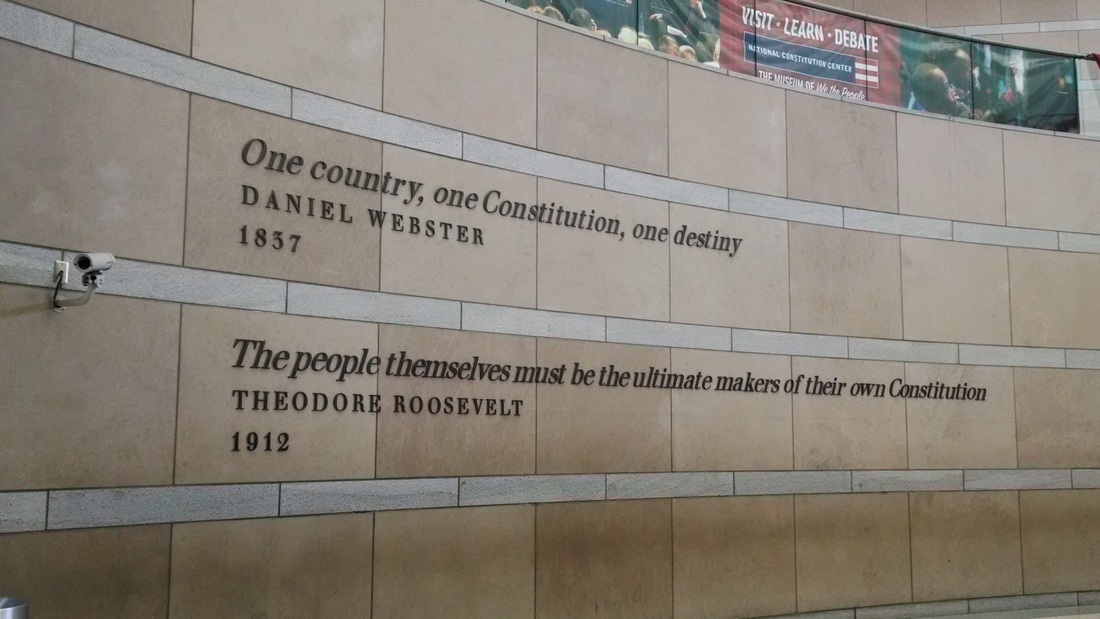 VISIT · LEARN · DEBATE
NATIONAL CONSTITUTION CENTER
THE MUSEUM OF We the People
One country, one Constitution, one destiny
DANIEL WEBSTER
1837
The people themselves must be the ultimate makers of their own Constitution
THEODORE ROOSEVELT
1912